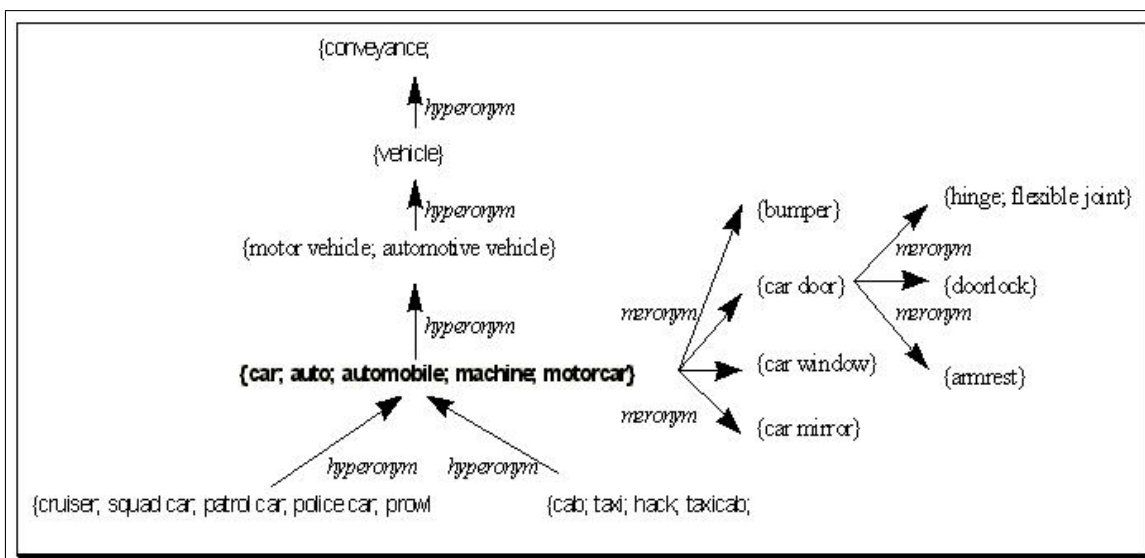 {conveyance;
hyperonym
{vehicle}
hyperonym
{motor vehicle; automotive vehicle}
hyperonym
{car; auto; automobile; machine; motorcar}
hyperonym
hyperonym
{cruiser; squad car; patrol car; police car; prowl
{cab; taxi; hack; taxicab;
meronym
meronym
{bumper}
{car door}
{car window}
{car mirror}
meronym
meronym
{hinge; flexible joint}
{doorlock}
{armrest}